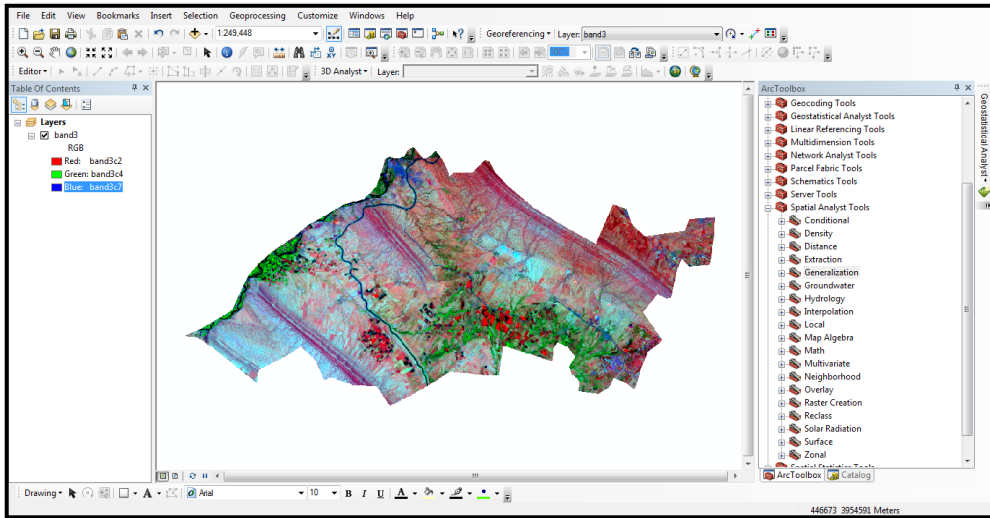 File Edit View Bookmarks Insert Selection Geoprocessing Customize Windows Help
1:249,448 Georeferencing Layer: band3
100%
Editor 3D Analyst Layer:
Table Of Contents
Layers
band3
RGB
Red: band3c2
Green: band3c4
Blue: band3c7
ArcToolbox
Geocoding Tools
Geostatistical Analyst Tools
Linear Referencing Tools
Multidimension Tools
Network Analyst Tools
Parcel Fabric Tools
Schematics Tools
Server Tools
Spatial Analyst Tools
Conditional
Density
Distance
Extraction
Generalization
Groundwater
Hydrology
Interpolation
Local
Map Algebra
Math
Multivariate
Neighborhood
Overlay
Raster Creation
Reclass
Solar Radiation
Surface
Zonal
Spatial Statistics Tools
ArcToolbox Catalog
Geostatistical Analyst
Drawing A Arial 10 B I U A
446673 3954591 Meters